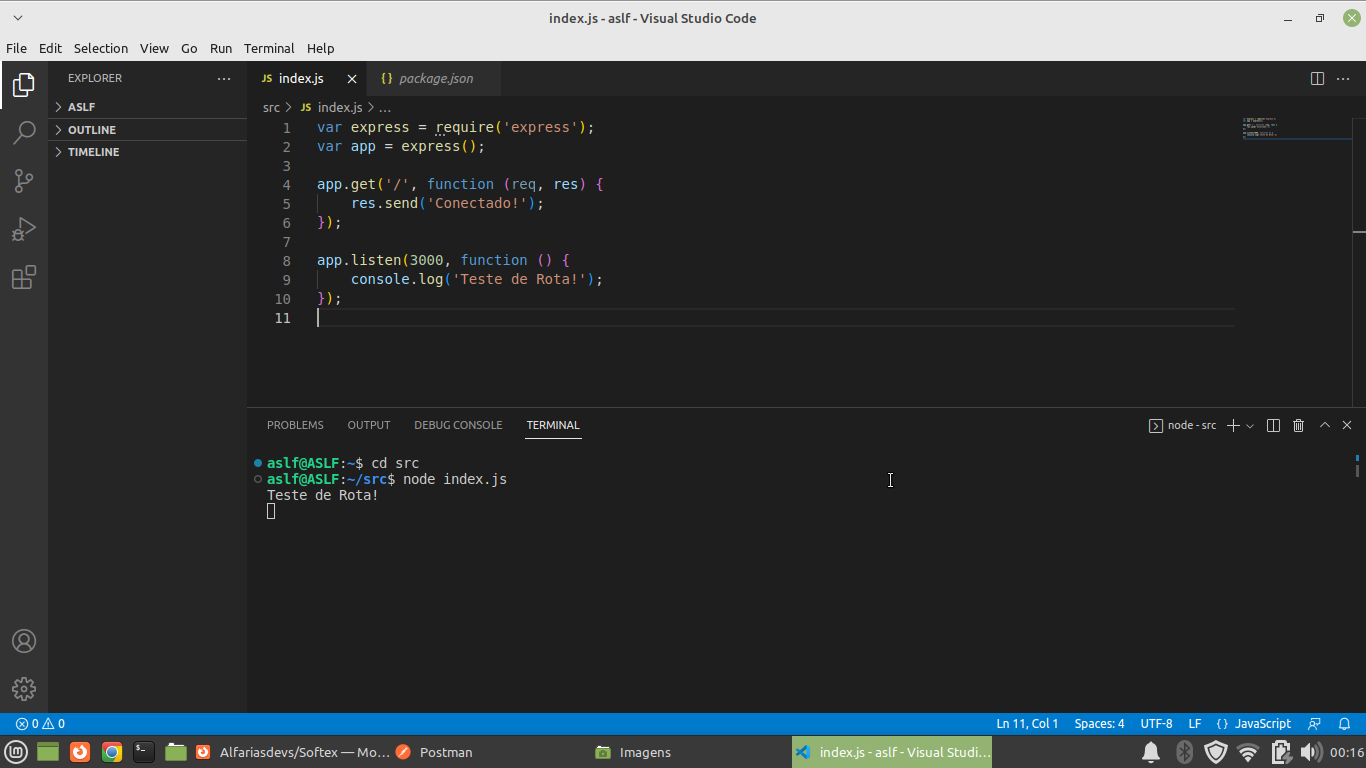 index.js - aslf - Visual Studio Code
File Edit Selection View Go Run Terminal Help
EXPLORER
ASLF
OUTLINE
TIMELINE
JS index.js
{} package.json
src > JS index.js > ...
1 var express = require('express');
2 var app = express();
3
4 app.get('/', function (req, res) {
5     res.send('Conectado!');
6 });
7
8 app.listen(3000, function () {
9     console.log('Teste de Rota!');
10 });
11
PROBLEMS OUTPUT DEBUG CONSOLE TERMINAL
node - src
aslf@ASLF:~$ cd src
aslf@ASLF:~/src$ node index.js
Teste de Rota!
0 0
Ln 11, Col 1 Spaces: 4 UTF-8 LF {} JavaScript
Alfariasdevs/Softex — Mo... Postman Imagens index.js - aslf - Visual Studi... 00:16